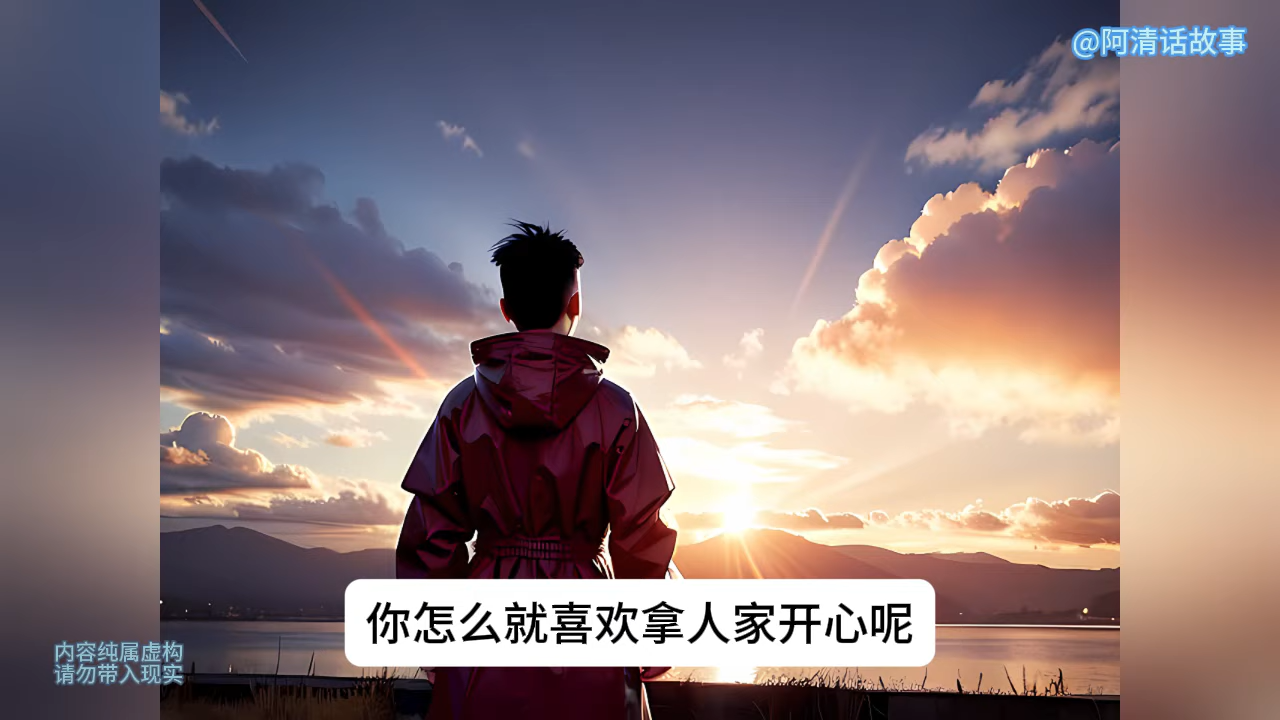 @阿清话故事
你怎么就喜欢拿人家开心呢
内容纯属虚构
请勿带入现实